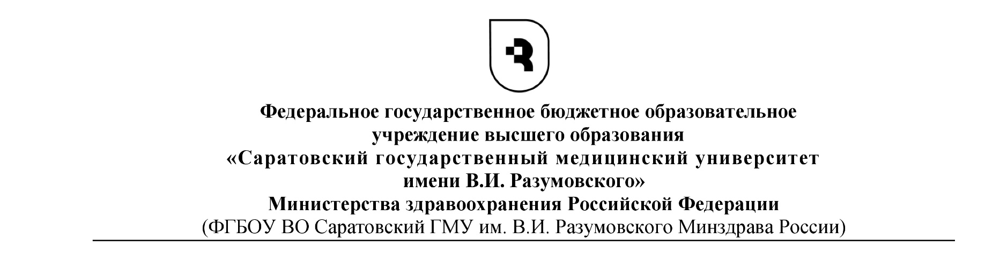 Федеральное государственное бюджетное образовательное
учреждение высшего образования
«Саратовский государственный медицинский университет
имени В.И. Разумовского»
Министерства здравоохранения Российской Федерации
(ФГБОУ ВО Саратовский ГМУ им. В.И. Разумовского Минздрава России)